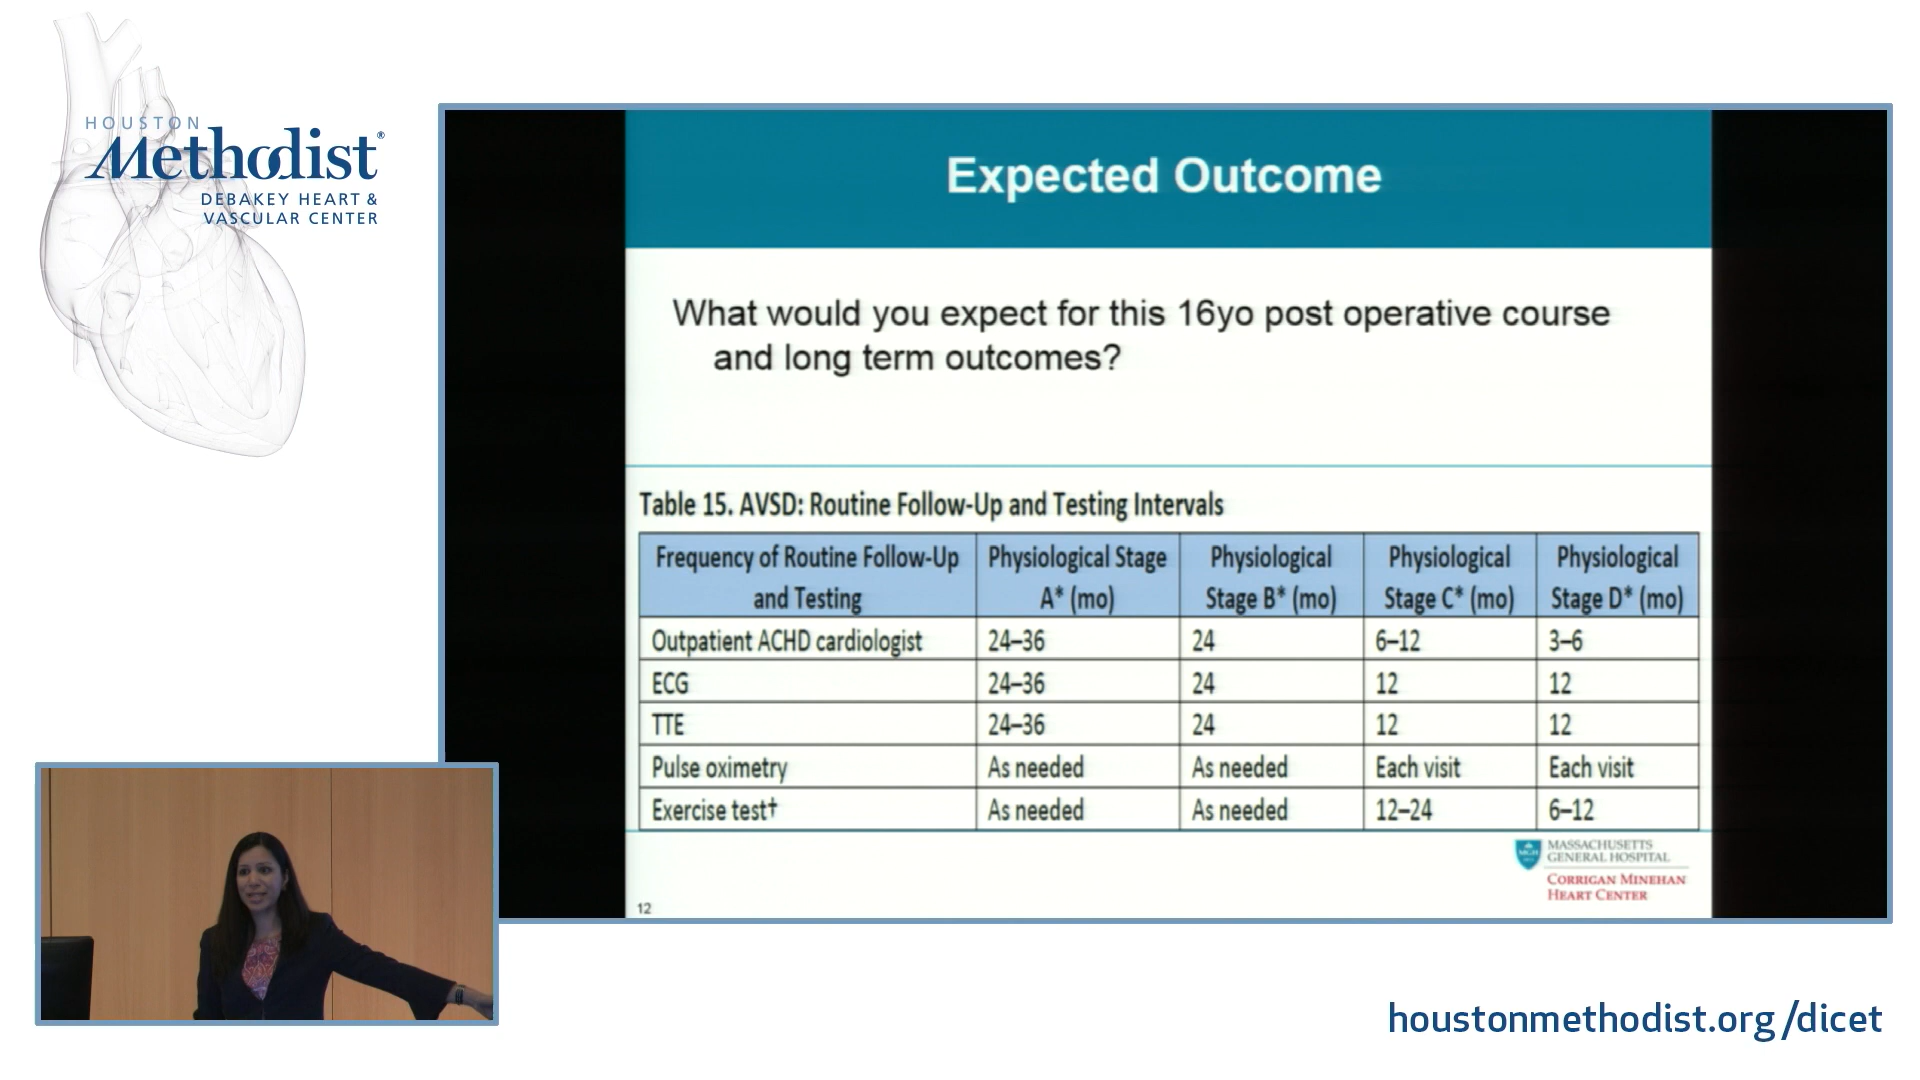 HOUSTON
Methodist®
DEBAKEY HEART &
VASCULAR CENTER
Expected Outcome
What would you expect for this 16yo post operative course
and long term outcomes?
Table 15. AVSD: Routine Follow-Up and Testing Intervals
Frequency of Routine Follow-Up and Testing | Physiological Stage A* (mo) | Physiological Stage B* (mo) | Physiological Stage C* (mo) | Physiological Stage D* (mo)
Outpatient ACHD cardiologist 24–36 24 6–12 3–6
ECG 24–36 24 12 12
TTE 24–36 24 12 12
Pulse oximetry As needed As needed Each visit Each visit
Exercise test† As needed As needed 12–24 6–12
MGH
MASSACHUSETTS
GENERAL HOSPITAL
CORRIGAN MINEHAN
HEART CENTER
12
houstonmethodist.org/dicet